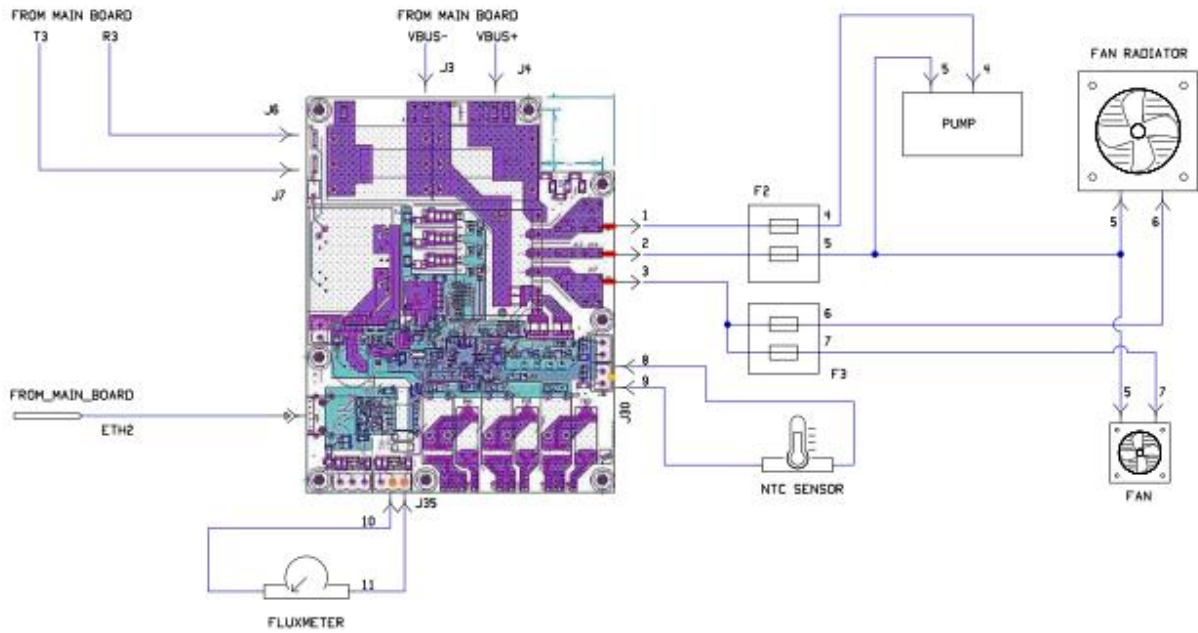 FROM MAIN BOARD
T3 R3
FROM MAIN BOARD
VBUS- VBUS+
J3 J4
J6
J7
FAN RADIATOR
5 4
PUMP
F2
1 4
2 5
3
5 6
6
7
F3
8
9
J30
5 7
FROM_MAIN_BOARD
ETH2
NTC SENSOR
FAN
J35
10
11
FLUXMETER